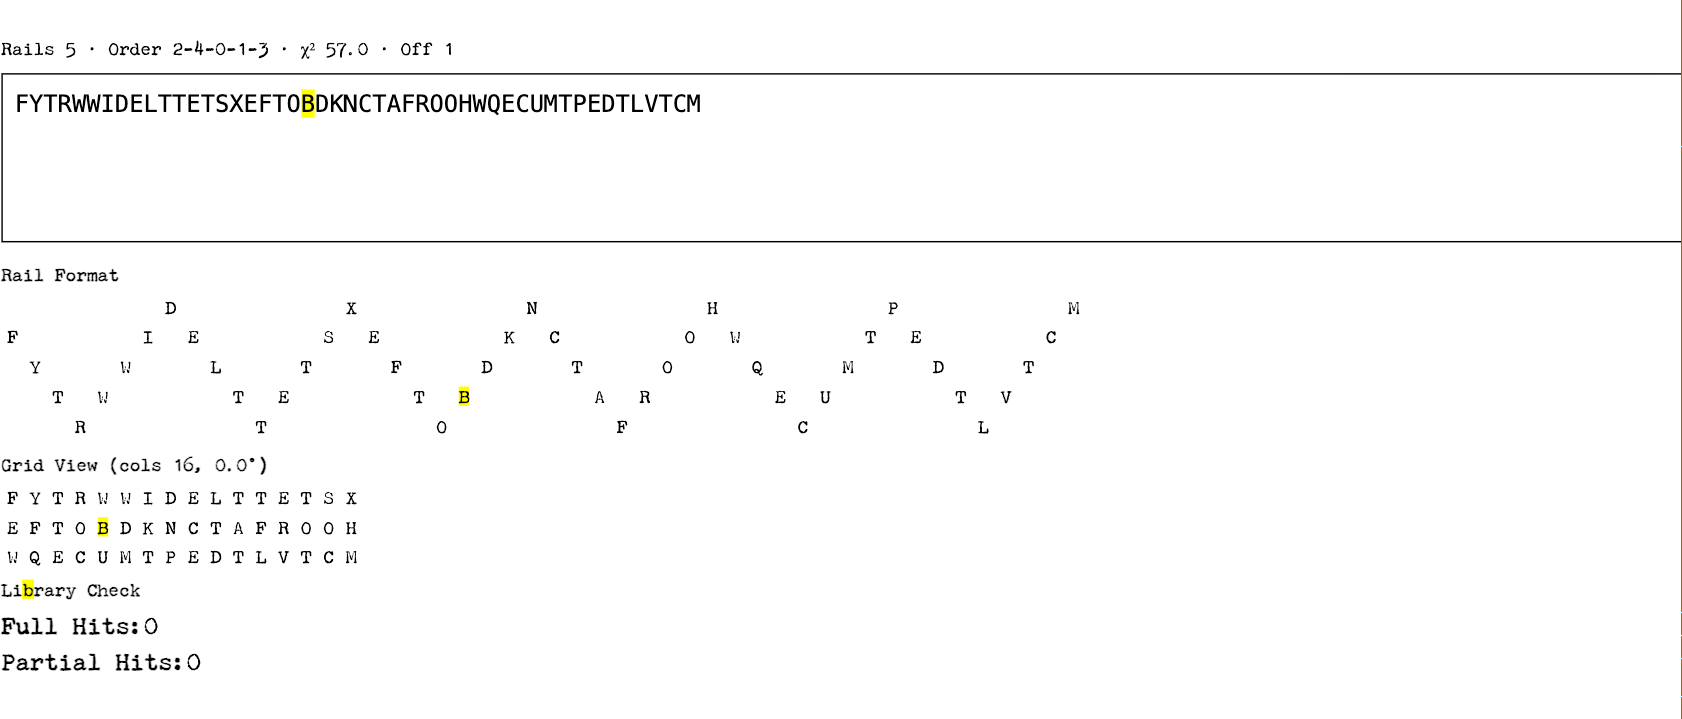 Rails 5 · Order 2-4-0-1-3 · χ² 57.0 · Off 1
FYTRWWIDELTTETSXEFTOBDKNCTAFROOHWQECUMTPEDTLVTCM
Rail Format
D X N H P M
F I E S E K C O W T E C
Y W L T F D T O Q M D T
T W T E T B A R E U T V
R T O F C L
Grid View (cols 16, 0.0°)
F Y T R W W I D E L T T E T S X
E F T O B D K N C T A F R O O H
W Q E C U M T P E D T L V T C M
Library Check
Full Hits:0
Partial Hits:0